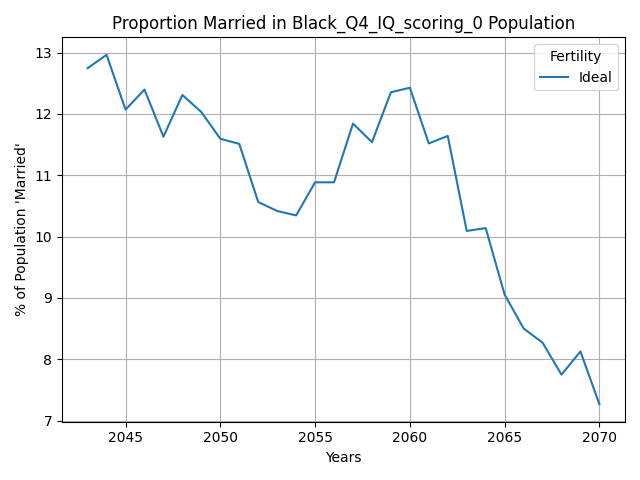 Proportion Married in Black_Q4_IQ_scoring_0 Population
Fertility
Ideal
% of Population 'Married'
13
12
11
10
9
8
7
2045 2050 2055 2060 2065 2070
Years